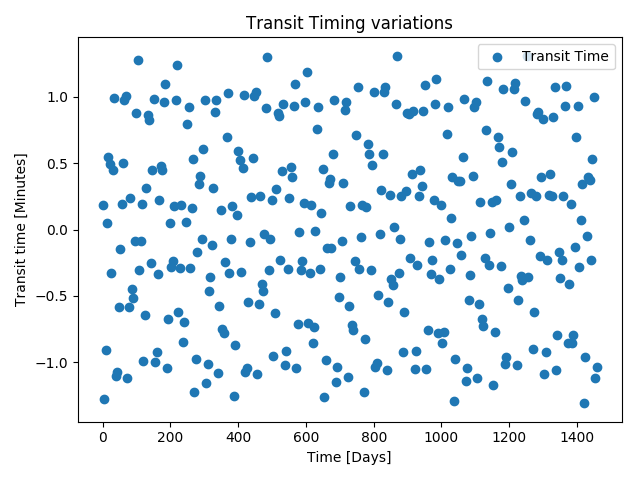 Transit Timing variations
Transit Time
Transit time [Minutes]
1.0
0.5
0.0
−0.5
−1.0
0 200 400 600 800 1000 1200 1400
Time [Days]